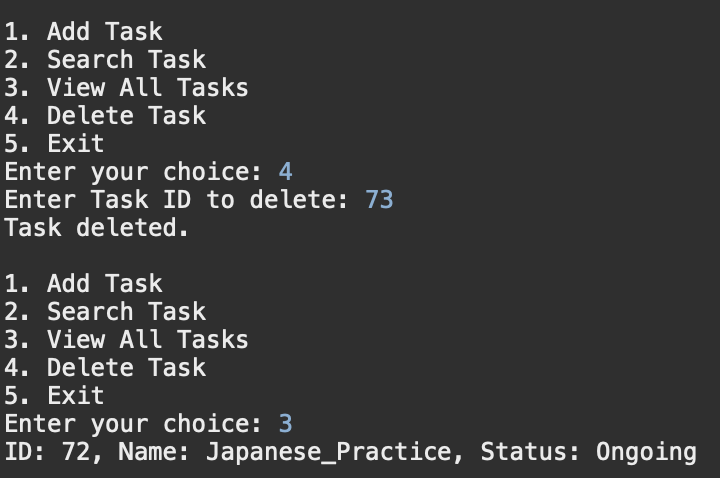 1. Add Task
2. Search Task
3. View All Tasks
4. Delete Task
5. Exit
Enter your choice: 4
Enter Task ID to delete: 73
Task deleted.

1. Add Task
2. Search Task
3. View All Tasks
4. Delete Task
5. Exit
Enter your choice: 3
ID: 72, Name: Japanese_Practice, Status: Ongoing